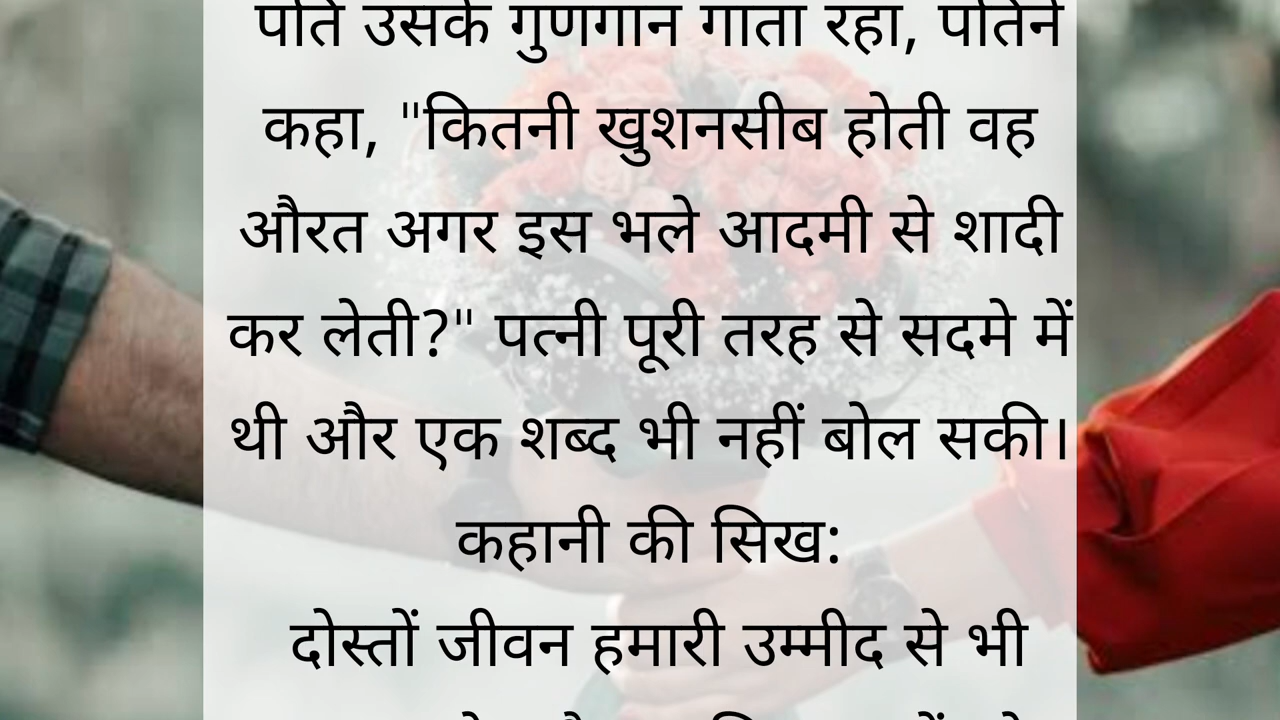 पति उसके गुणगान गाता रहा, पतिने
कहा, "कितनी खुशनसीब होती वह
औरत अगर इस भले आदमी से शादी
कर लेती?" पत्नी पूरी तरह से सदमे में
थी और एक शब्द भी नहीं बोल सकी।
कहानी की सिख:
दोस्तों जीवन हमारी उम्मीद से भी